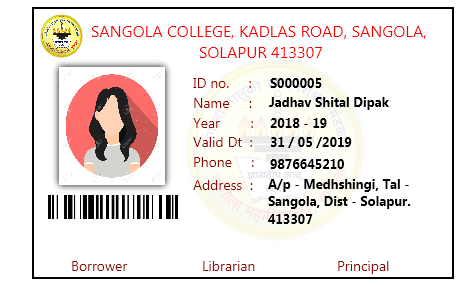 SANGOLA COLLEGE, KADLAS ROAD, SANGOLA,
SOLAPUR 413307
ID no. : S000005
Name : Jadhav Shital Dipak
Year : 2018 - 19
Valid Dt : 31 / 05 /2019
Phone : 9876645210
Address : A/p - Medhshingi, Tal -
Sangola, Dist - Solapur.
413307
Borrower Librarian Principal